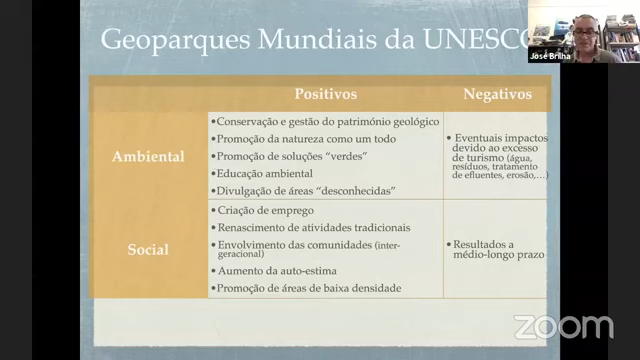 Geoparques Mundiais da UNESCO
José Brilha
Positivos
Negativos
Ambiental
•Conservação e gestão do património geológico
•Promoção da natureza como um todo
•Promoção de soluções “verdes”
•Educação ambiental
•Divulgação de áreas “desconhecidas”
• Eventuais impactos
devido ao excesso
de turismo (água,
resíduos, tratamento
de efluentes, erosão,…)
Social
• Criação de emprego
• Renascimento de atividades tradicionais
• Envolvimento das comunidades (inter-
geracional)
• Aumento da auto-estima
• Promoção de áreas de baixa densidade
• Resultados a
médio-longo prazo
zoom